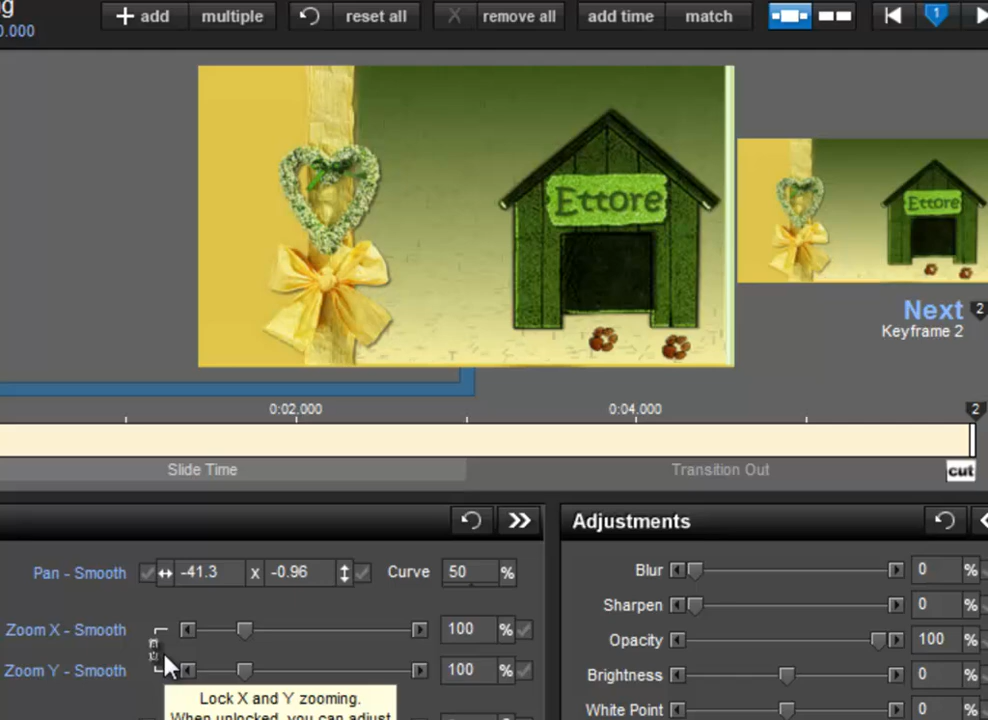 ng
0.000
+ add
multiple
reset all
X remove all
add time
match
1
Ettore
Ettore
Next 2
Keyframe 2
0:02.000
0:04.000
2
cut
Slide Time
Transition Out
Adjustments
Pan - Smooth -41.3 x -0.96 Curve 50 %
Zoom X - Smooth 100 %
Zoom Y - Smooth 100 %
Lock X and Y zooming.
When unlocked, you can adjust
Blur 0 %
Sharpen 0 %
Opacity 100 %
Brightness 0 %
White Point 0 %